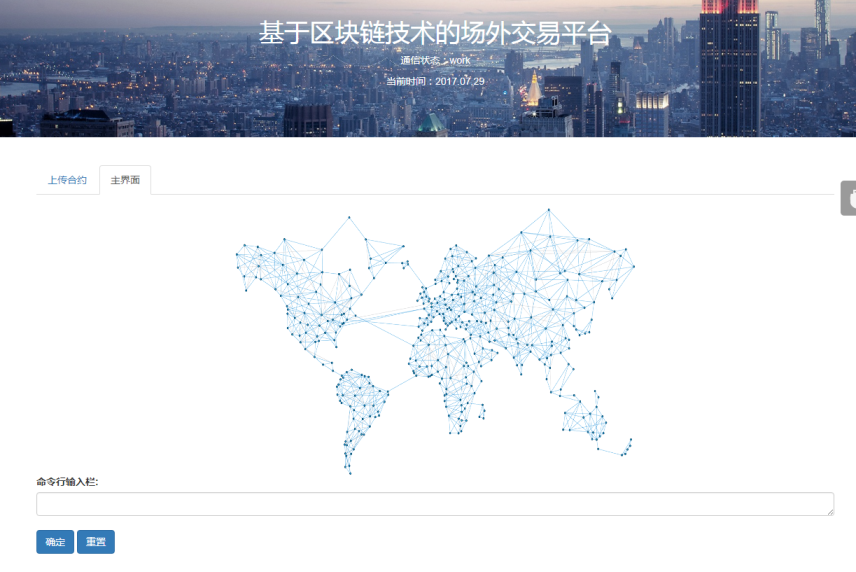 基于区块链技术的场外交易平台
通信状态：work
当前时间：2017.07.29
上传合约 主界面
命令行输入栏:
确定 重置